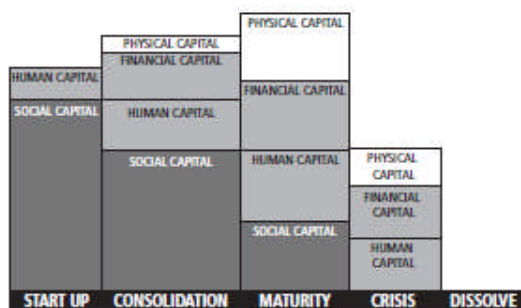 PHYSICAL CAPITAL
PHYSICAL CAPITAL
FINANCIAL CAPITAL
HUMAN CAPITAL
FINANCIAL CAPITAL
SOCIAL CAPITAL
HUMAN CAPITAL
SOCIAL CAPITAL
HUMAN CAPITAL
PHYSICAL
CAPITAL
FINANCIAL
CAPITAL
SOCIAL CAPITAL
HUMAN
CAPITAL
START UP CONSOLIDATION MATURITY CRISIS DISSOLVE